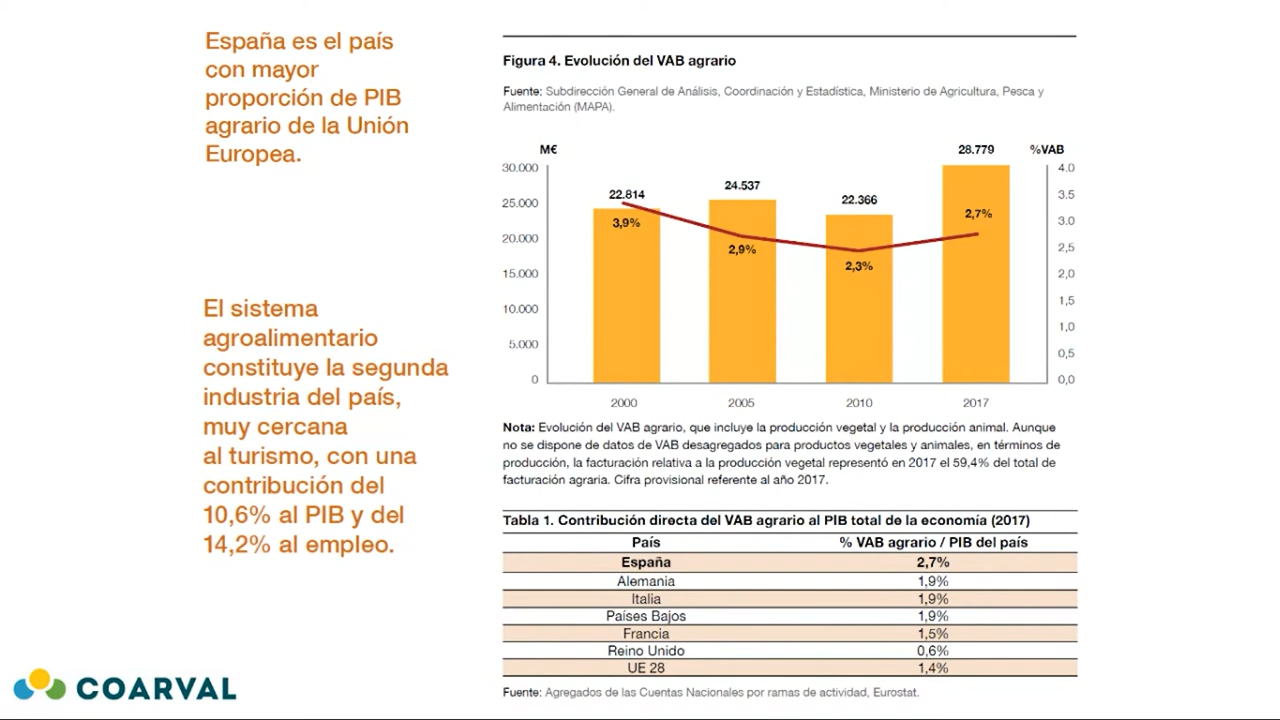 España es el país
con mayor
proporción de PIB
agrario de la Unión
Europea.
El sistema
agroalimentario
constituye la segunda
industria del país,
muy cercana
al turismo, con una
contribución del
10,6% al PIB y del
14,2% al empleo.
COARVAL
Figura 4. Evolución del VAB agrario
Fuente: Subdirección General de Análisis, Coordinación y Estadística, Ministerio de Agricultura, Pesca y
Alimentación (MAPA).
M€ 28.779 %VAB
30.000 4.0
22.814 24.537 22.366
25.000 3.5
3,9% 2,7% 3.0
20.000 2,9% 2,5
2,3%
15.000 2,0
10.000 1,5
1,0
5.000 0,5
0 0,0
2000 2005 2010 2017
Nota: Evolución del VAB agrario, que incluye la producción vegetal y la producción animal. Aunque
no se dispone de datos de VAB desagregados para productos vegetales y animales, en términos de
producción, la facturación relativa a la producción vegetal representó en 2017 el 59,4% del total de
facturación agraria. Cifra provisional referente al año 2017.
Tabla 1. Contribución directa del VAB agrario al PIB total de la economía (2017)
País % VAB agrario / PIB del país
España 2,7%
Alemania 1,9%
Italia 1,9%
Países Bajos 1,9%
Francia 1,5%
Reino Unido 0,6%
UE 28 1,4%
Fuente: Agregados de las Cuentas Nacionales por ramas de actividad, Eurostat.